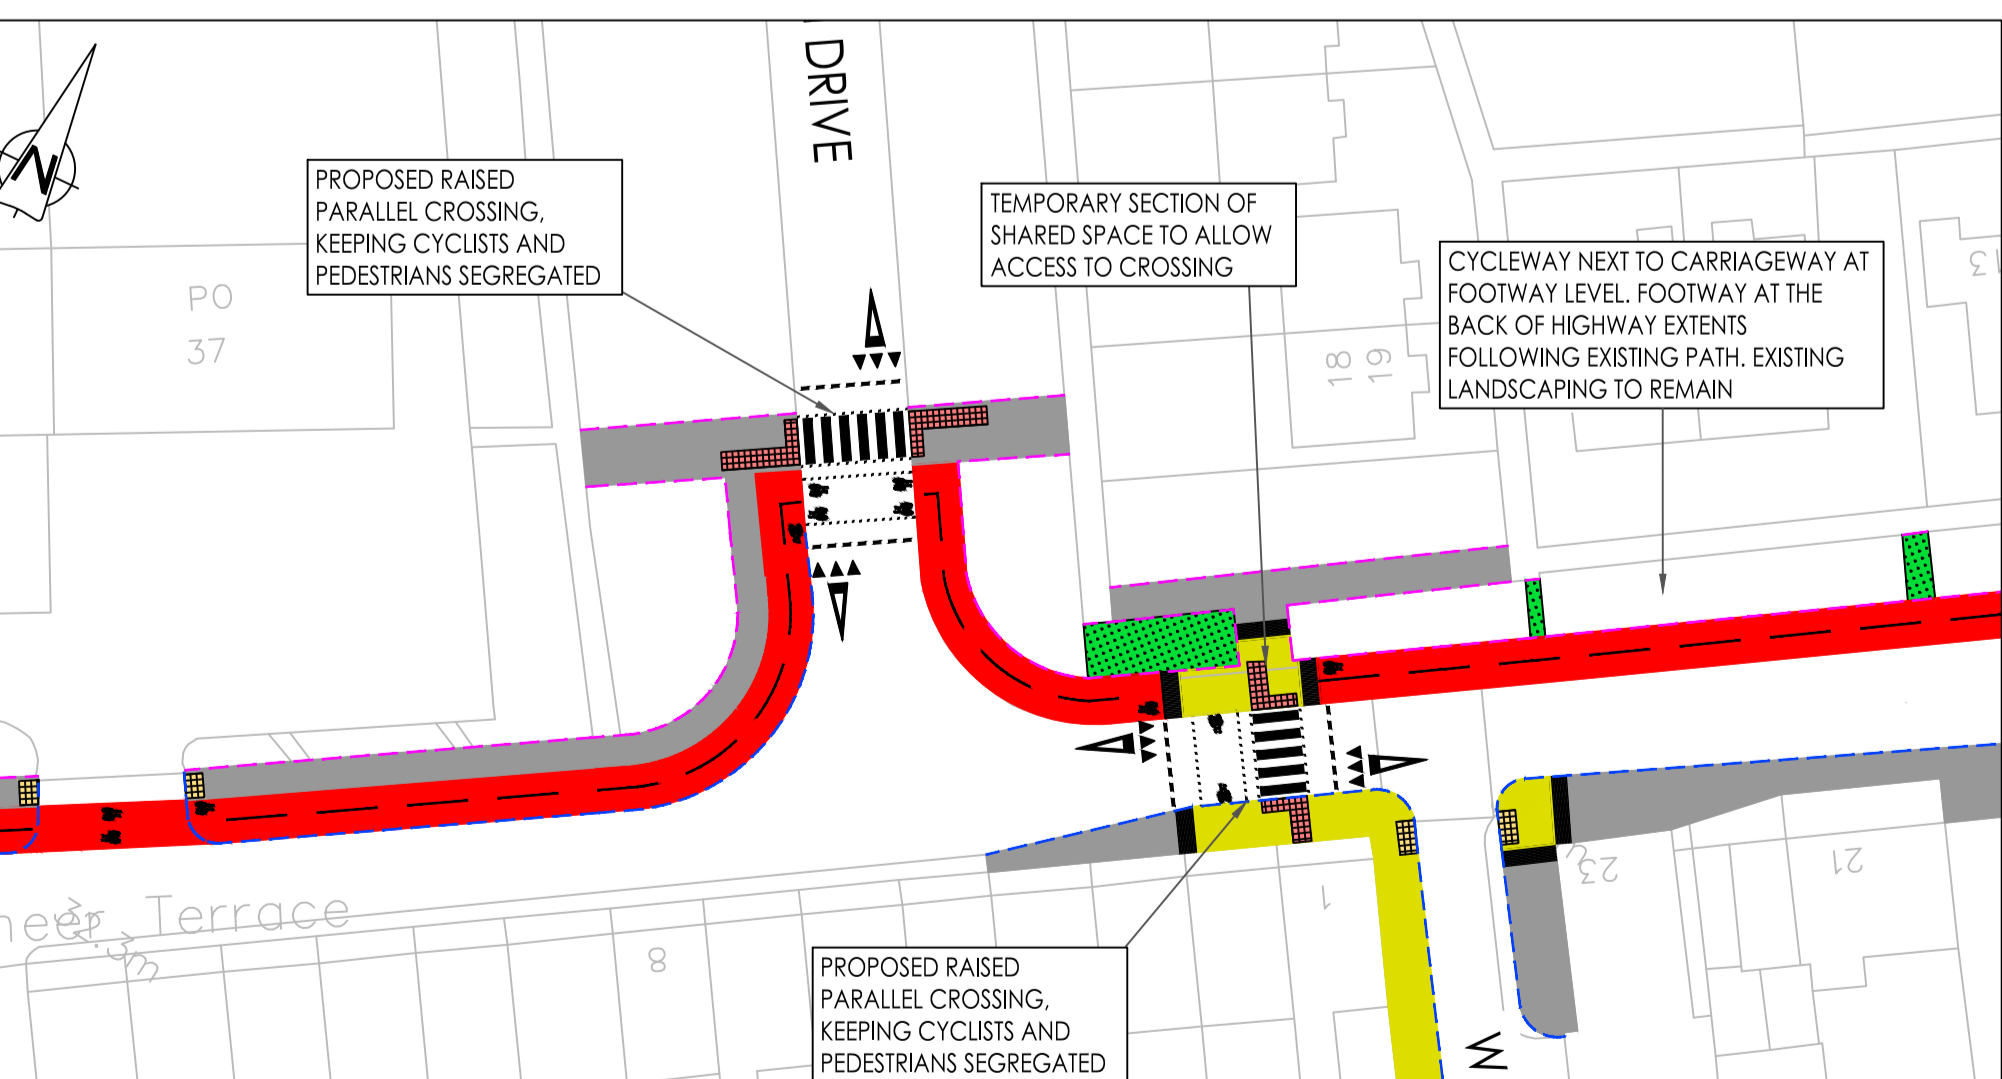 DRIVE
N
PROPOSED RAISED
PARALLEL CROSSING,
KEEPING CYCLISTS AND
PEDESTRIANS SEGREGATED
TEMPORARY SECTION OF
SHARED SPACE TO ALLOW
ACCESS TO CROSSING
CYCLEWAY NEXT TO CARRIAGEWAY AT
FOOTWAY LEVEL. FOOTWAY AT THE
BACK OF HIGHWAY EXTENTS
FOLLOWING EXISTING PATH. EXISTING
LANDSCAPING TO REMAIN
13
PO
37
18
19
Terrace
8
1
23
21
PROPOSED RAISED
PARALLEL CROSSING,
KEEPING CYCLISTS AND
PEDESTRIANS SEGREGATED
W